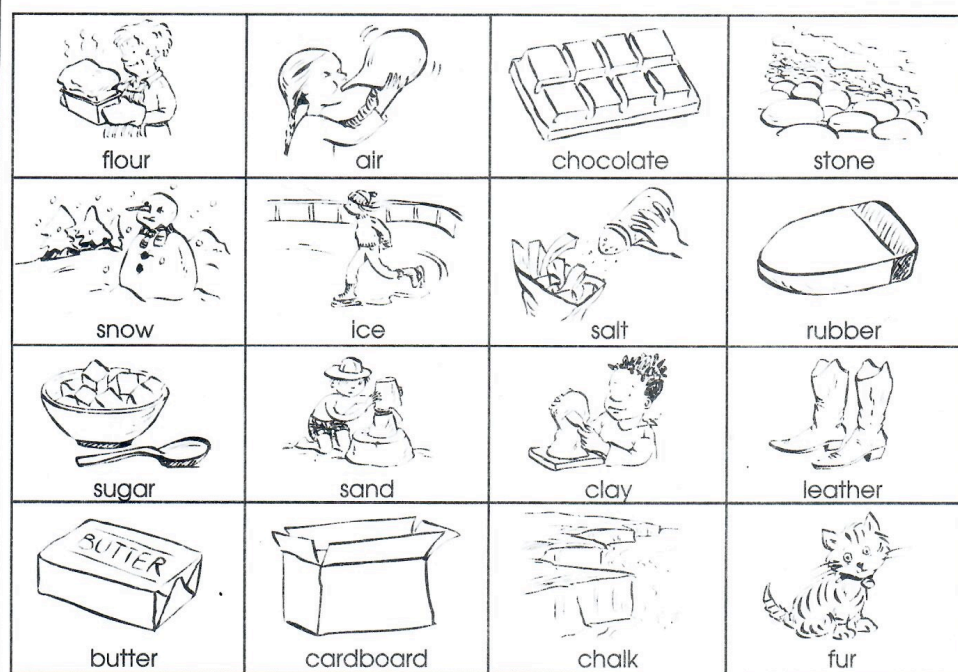 flour
air
chocolate
stone
snow
ice
salt
rubber
sugar
sand
clay
leather
BUTTER
butter
cardboard
chalk
fur